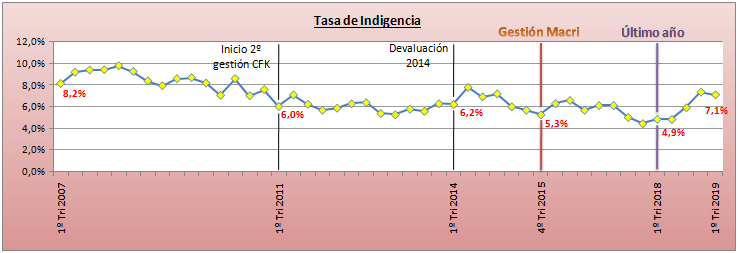 Tasa de Indigencia
Inicio 2º
gestión CFK
Devaluación
2014
Gestión Macri
Último año
12,0%
10,0%
8,0%
6,0%
4,0%
2,0%
0,0%
8,2%
6,0%
6,2%
5,3%
4,9%
7,1%
1º Tri 2007
1º Tri 2011
1º Tri 2014
4º Tri 2015
1º Tri 2018
1º Tri 2019